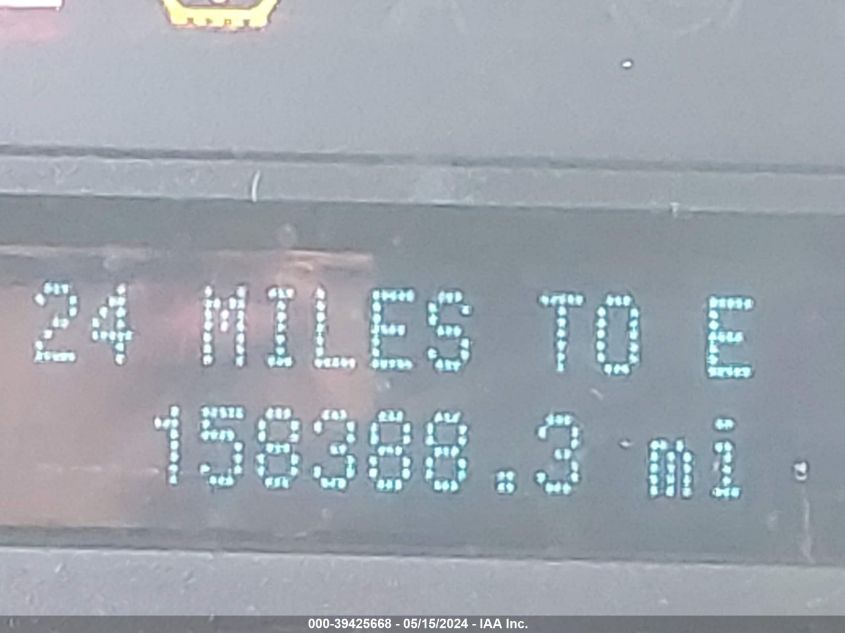 24 MILES TO E
158388.3 mi
000-39425668 - 05/15/2024 - IAA Inc.